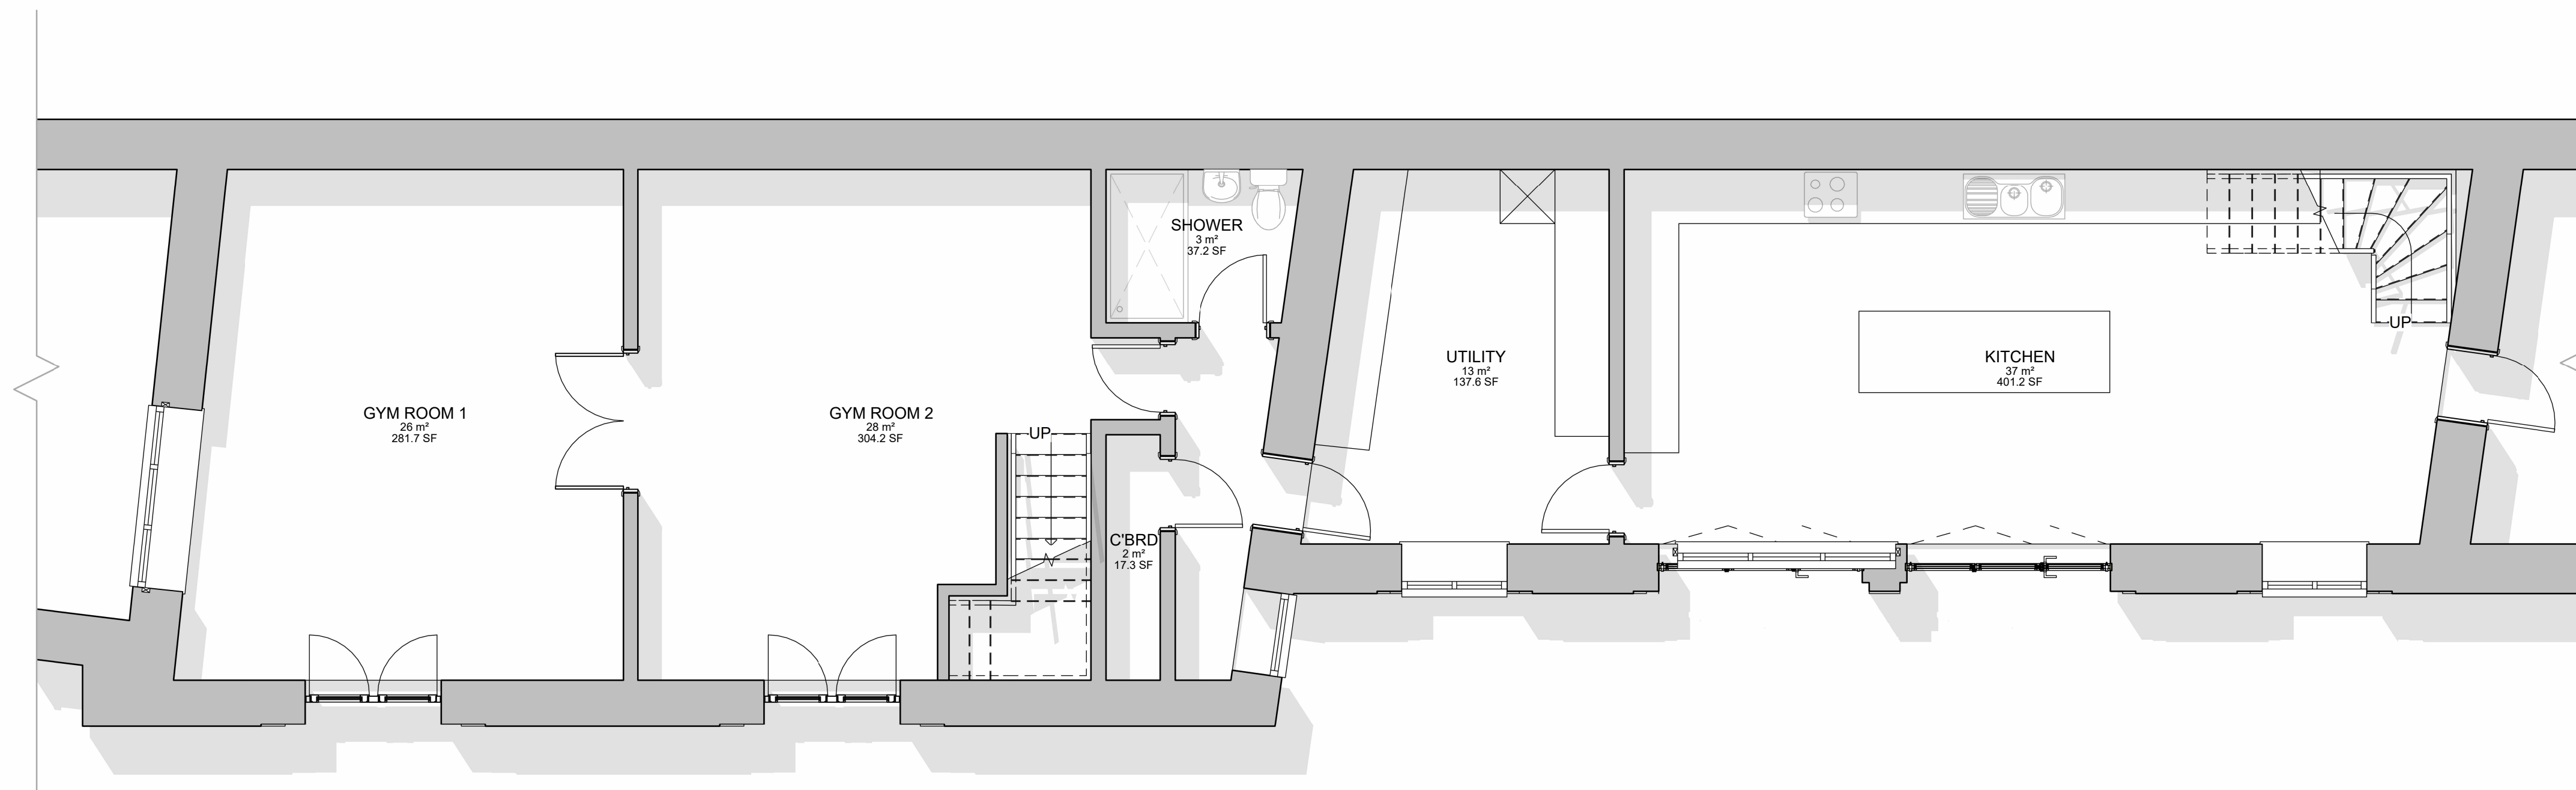 GYM ROOM 1
26 m²
281.7 SF
GYM ROOM 2
28 m²
304.2 SF
UP
SHOWER
3 m²
37.2 SF
C'BRD
2 m²
17.3 SF
UTILITY
13 m²
137.6 SF
KITCHEN
37 m²
401.2 SF
UP